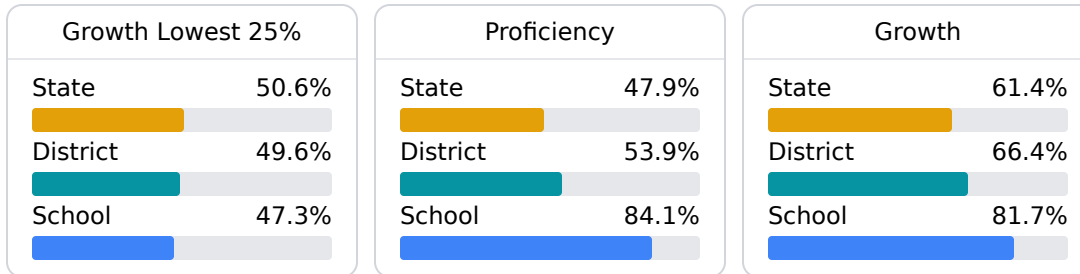 Growth Lowest 25%
State 50.6%
District 49.6%
School 47.3%
Proficiency
State 47.9%
District 53.9%
School 84.1%
Growth
State 61.4%
District 66.4%
School 81.7%